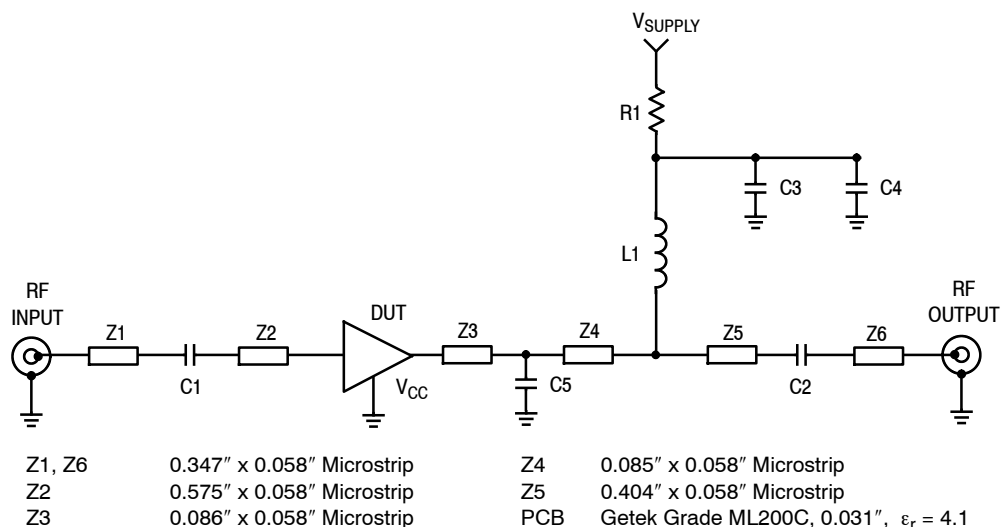 V_SUPPLY
R1
C3
C4
L1
RF
INPUT
Z1
C1
Z2
DUT
V_CC
Z3
C5
Z4
Z5
C2
Z6
RF
OUTPUT
Z1, Z6 0.347″ x 0.058″ Microstrip
Z2 0.575″ x 0.058″ Microstrip
Z3 0.086″ x 0.058″ Microstrip
Z4 0.085″ x 0.058″ Microstrip
Z5 0.404″ x 0.058″ Microstrip
PCB Getek Grade ML200C, 0.031″, ε_r = 4.1